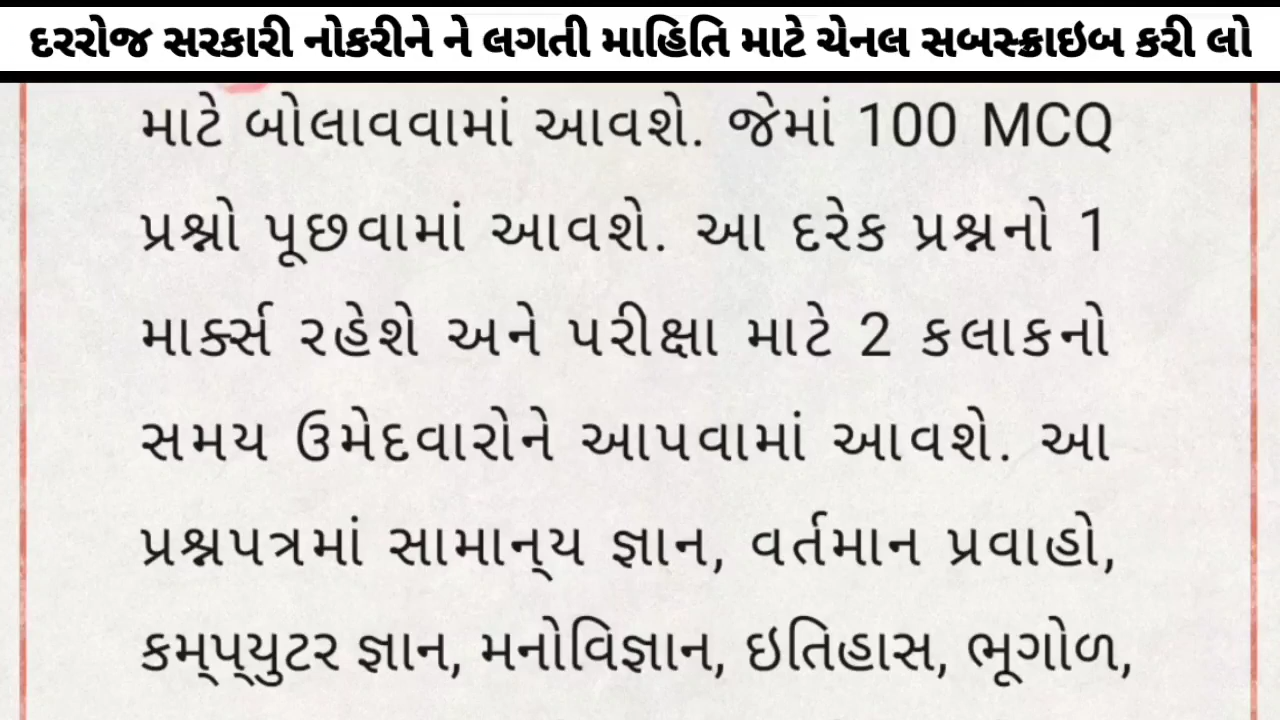 દરરોજ સરકારી નોકરીને ને લગતી માહિતિ માટે ચેનલ સબસ્ક્રાઇબ કરી લો
માટે બોલાવવામાં આવશે. જેમાં 100 MCQ
પ્રશ્નો પૂછવામાં આવશે. આ દરેક પ્રશ્નનો 1
માર્ક્સ રહેશે અને પરીક્ષા માટે 2 કલાકનો
સમય ઉમેદવારોને આપવામાં આવશે. આ
પ્રશ્નપત્રમાં સામાન્‌ય જ્ઞાન, વર્તમાન પ્રવાહો,
કમ્‌પ્‌યુટર જ્ઞાન, મનોવિજ્ઞાન, ઇતિહાસ, ભૂગોળ,